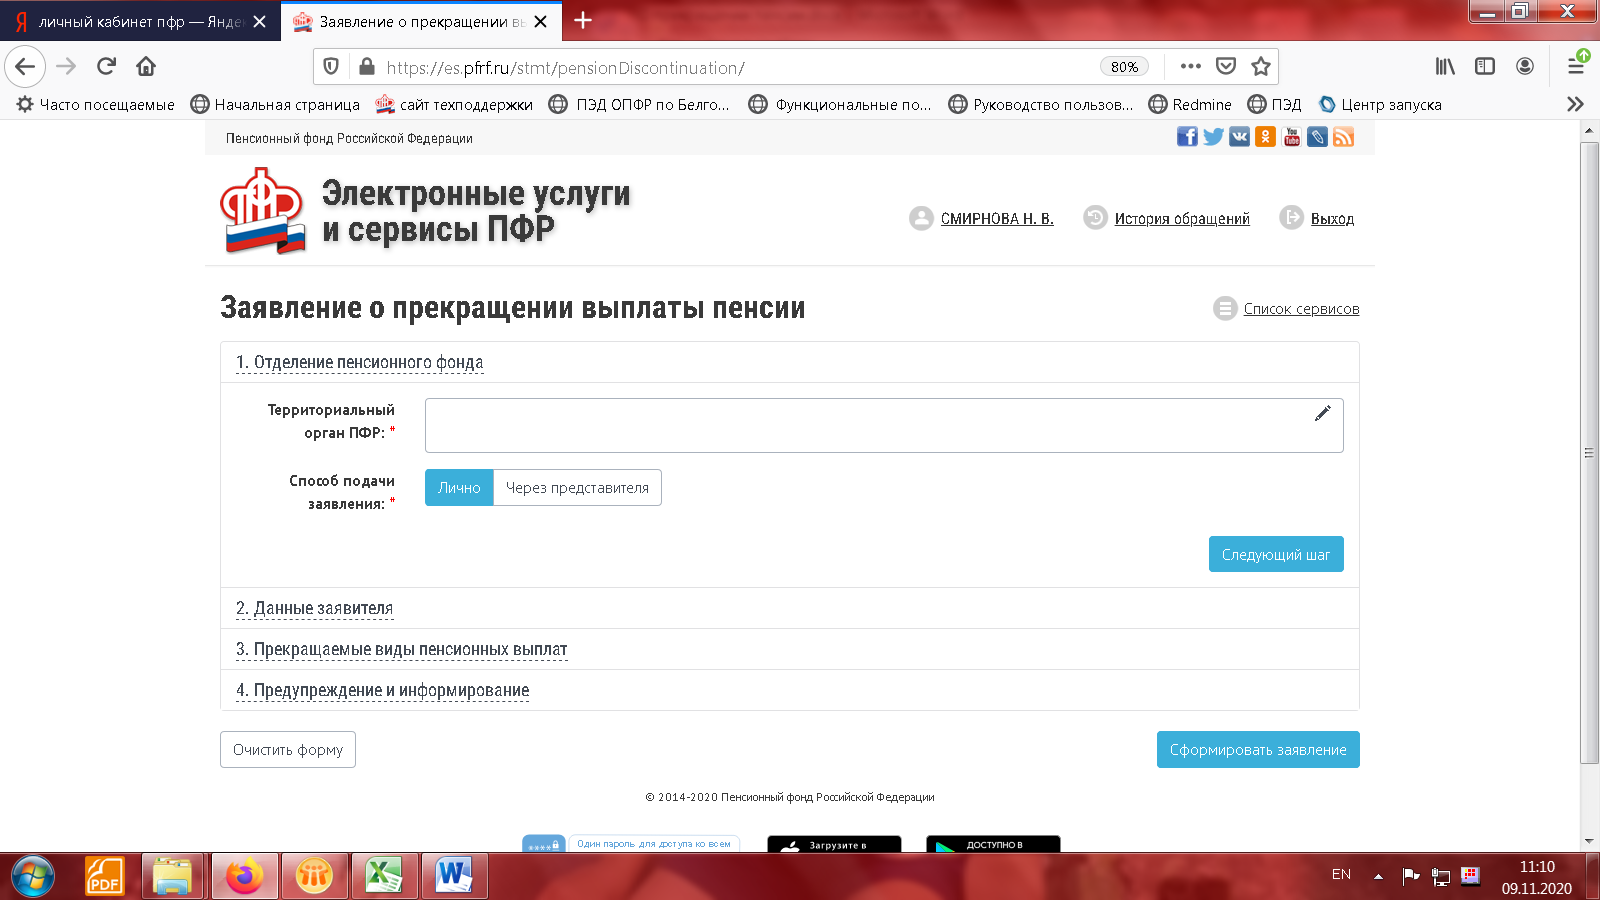 личный кабинет пфр — Янде
Заявление о прекращении вы
https://es.pfrf.ru/stmt/pensionDiscontinuation/
80%
Часто посещаемые
Начальная страница
сайт техподдержки
ПЭД ОПФР по Белго...
Функциональные по...
Руководство пользов...
Redmine
ПЭД
Центр запуска
Пенсионный фонд Российской Федерации
You Tube
Электронные услуги
и сервисы ПФР
СМИРНОВА Н. В.
История обращений
Выход
Заявление о прекращении выплаты пенсии
Список сервисов
1. Отделение пенсионного фонда
Территориальный
орган ПФР: *
Способ подачи
заявления: *
Лично
Через представителя
Следующий шаг
2. Данные заявителя
3. Прекращаемые виды пенсионных выплат
4. Предупреждение и информирование
Очистить форму
Сформировать заявление
© 2014-2020 Пенсионный фонд Российской Федерации
Один пароль для доступа ко всем
Загрузите в
ДОСТУПНО В
PDF
EN
11:10
09.11.2020